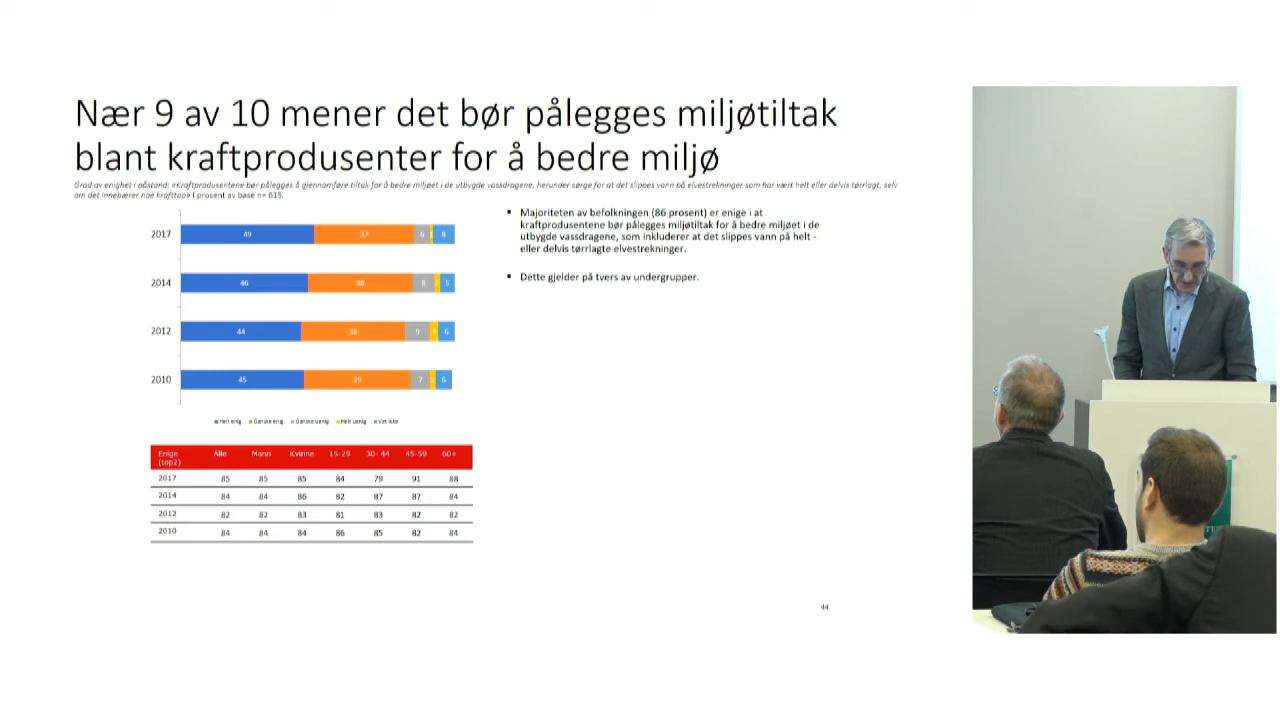 Nær 9 av 10 mener det bør pålegges miljøtiltak
blant kraftprodusenter for å bedre miljø
Grad av enighet i påstand: «Kraftprodusentene bør pålegges å gjennomføre tiltak for å bedre miljøet i de utbygde vassdragene, herunder sørge for at det slippes vann på elvestrekninger som har vært helt eller delvis tørrlagt, selv
om det innebærer noe krafttap» I prosent av base n= 615.
2017 49 37 6 8
2014 46 38 8 5
2012 44 38 9 6
2010 45 39 7 6
Helt enig Ganske enig Ganske uenig Helt uenig Vet ikke
▪ Majoriteten av befolkningen (86 prosent) er enige i at
kraftprodusentene bør pålegges miljøtiltak for å bedre miljøet i de
utbygde vassdragene, som inkluderer at det slippes vann på helt -
eller delvis tørrlagte elvestrekninger.
▪ Dette gjelder på tvers av undergrupper.
Enige Alle Mann Kvinne 15-29 30- 44 45-59 60+
(top2)
2017 85 85 85 84 79 91 88
2014 84 84 86 82 87 87 84
2012 82 82 83 81 83 82 82
2010 84 84 84 86 85 82 84
44